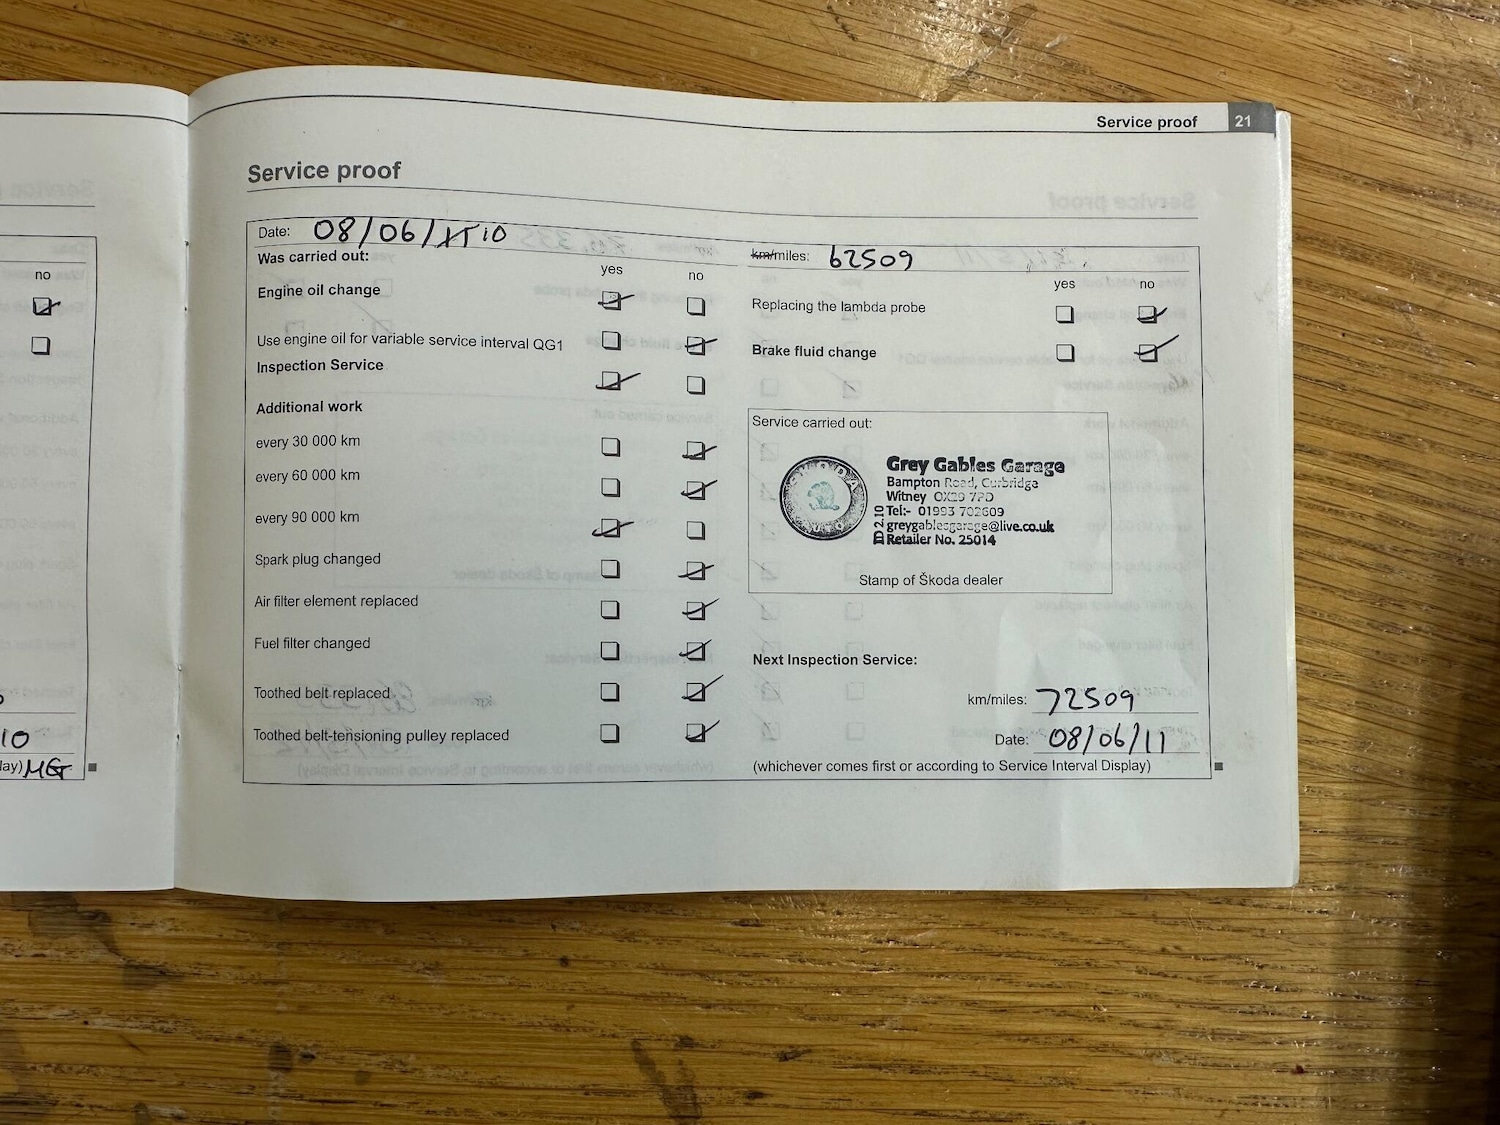 Service proof 21
Service proof
Date: 08/06/10
Was carried out:
yes no
Engine oil change
Use engine oil for variable service interval QG1
Inspection Service
Additional work
every 30 000 km
every 60 000 km
every 90 000 km
Spark plug changed
Air filter element replaced
Fuel filter changed
Toothed belt replaced
Toothed belt-tensioning pulley replaced
km/miles: 62509
yes no
Replacing the lambda probe
Brake fluid change
Service carried out:
Grey Gables Garage
Bampton Road, Curbridge
Witney OX29 7PD
Tel:- 01993 702609
greygablesgarage@live.co.uk
Retailer No. 25014
Stamp of Škoda dealer
Next Inspection Service:
km/miles: 72509
Date: 08/06/11
(whichever comes first or according to Service Interval Display)
no
10
lay) MG